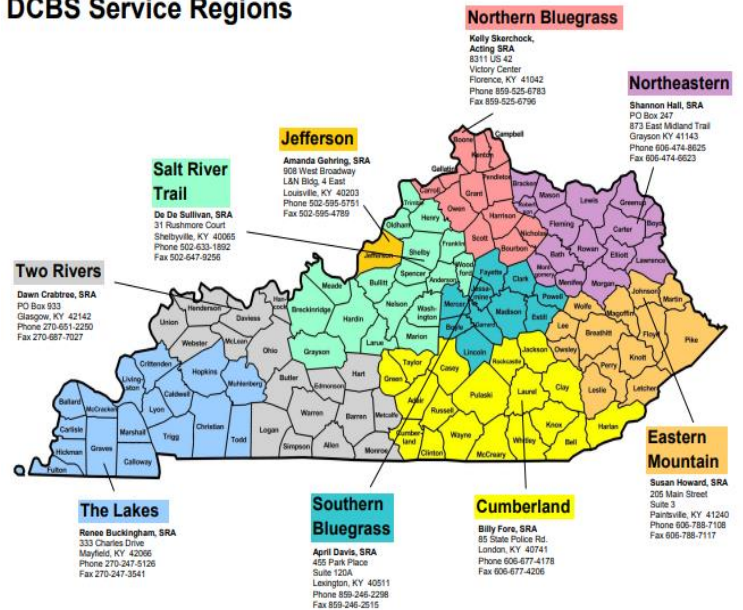 DCBS Service Regions
Northern Bluegrass
Kelly Skerchock,
Acting SRA
8311 US 42
Victory Center
Florence, KY 41042
Phone 859-525-6783
Fax 859-525-6796
Northeastern
Shannon Hall, SRA
PO Box 247
873 East Midland Trail
Grayson KY 41143
Phone 606-474-8625
Fax 606-474-6623
Jefferson
Amanda Gehring, SRA
908 West Broadway
L&N Bldg, 4 East
Louisville, KY 40203
Phone 502-595-5751
Fax 502-595-4789
Salt River
Trail
De De Sullivan, SRA
31 Rushmore Court
Shelbyville, KY 40065
Phone 502-633-1892
Fax 502-647-9256
Two Rivers
Dawn Crabtree, SRA
PO Box 933
Glasgow, KY 42142
Phone 270-651-2250
Fax 270-687-7027
Boone
Kenton
Campbell
Gallatin
Pendleton
Carroll
Grant
Bracken
Mason
Lewis
Greenup
Trimble
Owen
Harrison
Robertson
Fleming
Carter
Boyd
Oldham
Henry
Scott
Nicholas
Rowan
Elliott
Lawrence
Jefferson
Shelby
Franklin
Bourbon
Bath
Mont-
gomery
Menifee
Morgan
Spencer
Anderson
Wood
ford
Fayette
Clark
Powell
Wolfe
Magoffin
Johnson
Martin
Meade
Bullitt
Nelson
Wash-
ington
Mercer
Jessa-
mine
Madison
Estill
Lee
Breathitt
Floyd
Pike
Breckinridge
Hardin
Larue
Marion
Boyle
Garrard
Lincoln
Rockcastle
Jackson
Owsley
Perry
Knott
Grayson
Hart
Green
Taylor
Casey
Pulaski
Laurel
Clay
Leslie
Letcher
Han-
cock
Henderson
Daviess
Union
Webster
McLean
Ohio
Butler
Edmonson
Warren
Barren
Metcalfe
Adair
Russell
Knox
Harlan
Crittenden
Hopkins
Muhlenberg
Living-
ston
Caldwell
Lyon
Christian
Todd
Logan
Simpson
Allen
Monroe
Cumber-
land
Clinton
Wayne
McCreary
Whitley
Bell
Ballard
McCracken
Carlisle
Marshall
Trigg
Hickman
Graves
Calloway
Fulton
The Lakes
Renee Buckingham, SRA
333 Charles Drive
Mayfield, KY 42066
Phone 270-247-5126
Fax 270-247-3541
Southern
Bluegrass
April Davis, SRA
455 Park Place
Suite 120A
Lexington, KY 40511
Phone 859-246-2298
Fax 859-246-2515
Cumberland
Billy Fore, SRA
85 State Police Rd.
London, KY 40741
Phone 606-677-4178
Fax 606-677-4206
Eastern
Mountain
Susan Howard, SRA
205 Main Street
Suite 3
Paintsville, KY 41240
Phone 606-788-7108
Fax 606-788-7117